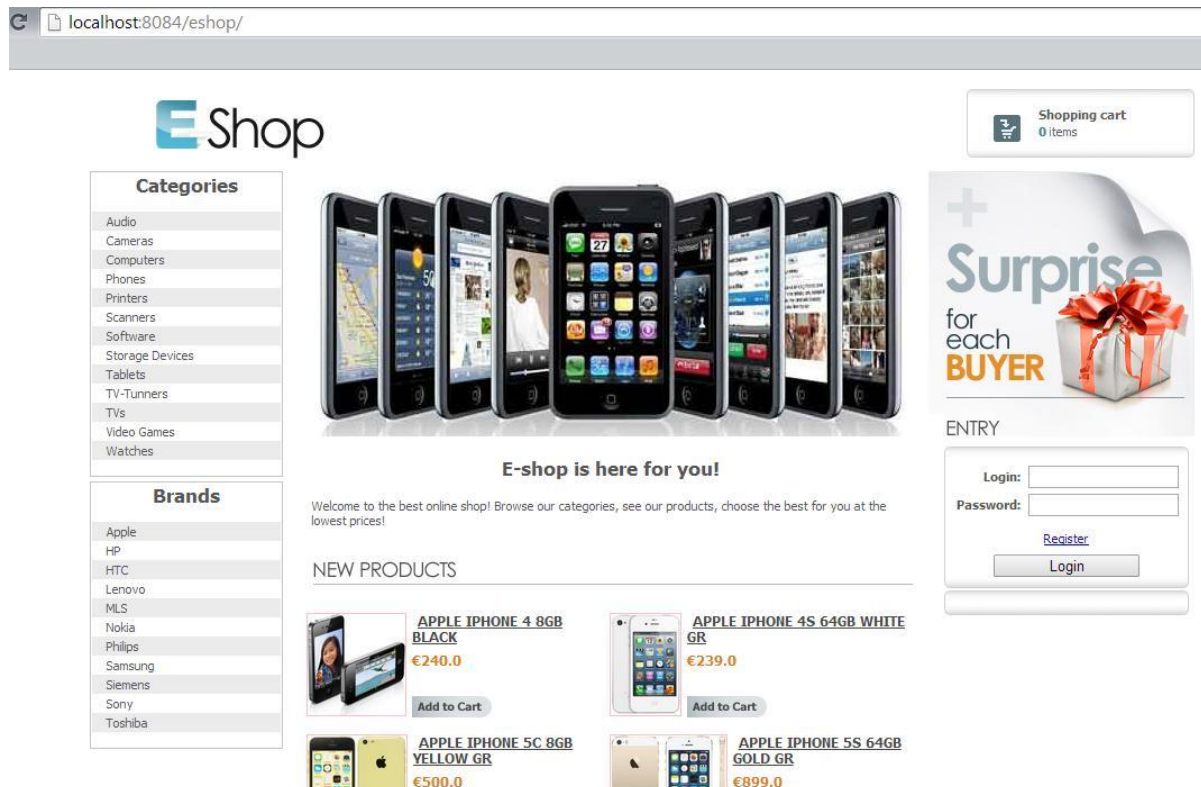 localhost:8084/eshop/
E Shop
Shopping cart
0 items
Categories
Audio
Cameras
Computers
Phones
Printers
Scanners
Software
Storage Devices
Tablets
TV-Tunners
TVs
Video Games
Watches
Brands
Apple
HP
HTC
Lenovo
MLS
Nokia
Philips
Samsung
Siemens
Sony
Toshiba
27
E-shop is here for you!
Welcome to the best online shop! Browse our categories, see our products, choose the best for you at the
lowest prices!
NEW PRODUCTS
APPLE IPHONE 4 8GB
BLACK
€240.0
Add to Cart
APPLE IPHONE 4S 64GB WHITE
GR
€239.0
Add to Cart
APPLE IPHONE 5C 8GB
YELLOW GR
€500.0
APPLE IPHONE 5S 64GB
GOLD GR
€899.0
+
Surprise
for
each
BUYER
ENTRY
Login:
Password:
Register
Login